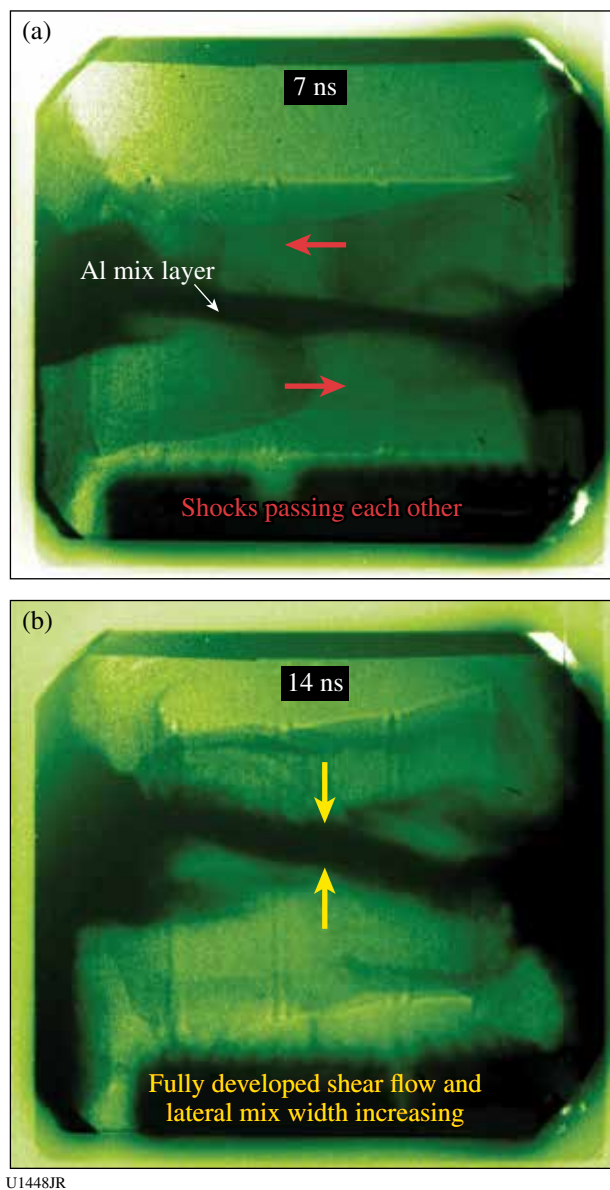 (a)
7 ns
Al mix layer
Shocks passing each other
(b)
14 ns
Fully developed shear flow and
lateral mix width increasing
U1448JR